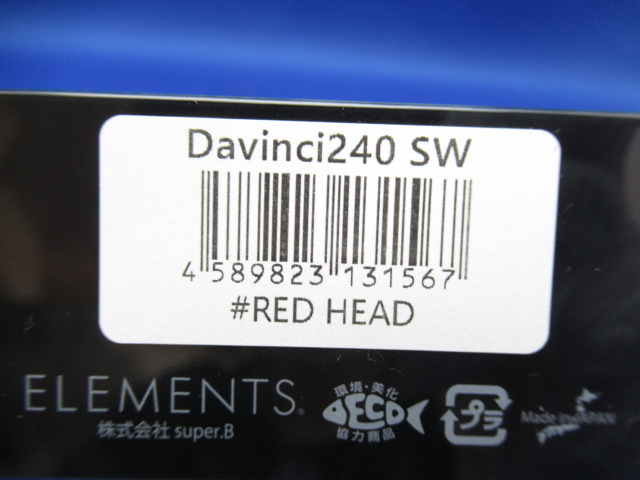 Davinci240 SW
4 589823 131567
#RED HEAD
ELEMENTS®
株式会社 super.B
環境・美化
ECO
協力商品
プラ
Made in JAPAN